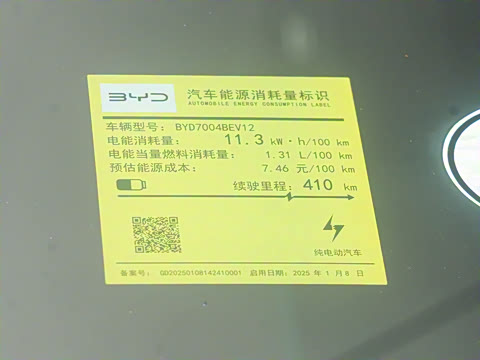 BYD 汽车能源消耗量标识
AUTOMOBILE ENERGY CONSUMPTION LABEL
车辆型号： BYD7004BEV12
电能消耗量： 11.3 kW·h/100 km
电能当量燃料消耗量： 1.31 L/100 km
预估能源成本： 7.46 元/100 km
续驶里程：410 km
纯电动汽车
备案号： GD20250108142410001 启用日期： 2025 年 1 月 8 日